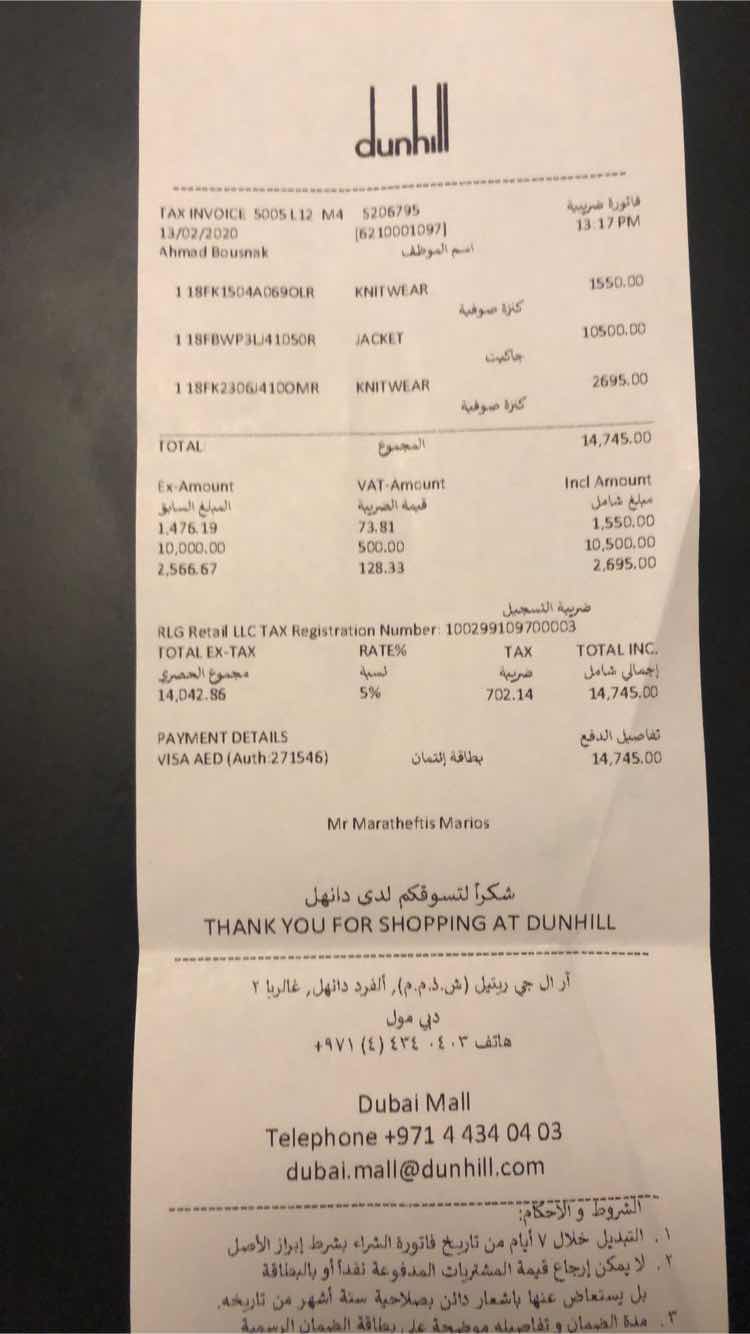 dunhill
TAX INVOICE 5005 L12 M4 5206795 فاتورة ضريبية
13/02/2020 [6210001097] 13:17 PM
Ahmad Bousnak اسم الموظف
1 18FK1504A069OLR KNITWEAR 1550.00
كنزة صوفية
1 18FBWP3LJ41050R JACKET 10500.00
جاكيت
1 18FK2306J410OMR KNITWEAR 2695.00
كنزة صوفية
TOTAL المجموع 14,745.00
Ex-Amount VAT-Amount Incl Amount
المبلغ السابق قيمة الضريبة مبلغ شامل
1,476.19 73.81 1,550.00
10,000.00 500.00 10,500.00
2,566.67 128.33 2,695.00
ضريبة التسجيل
RLG Retail LLC TAX Registration Number: 100299109700003
TOTAL EX-TAX RATE% TAX TOTAL INC.
مجموع الحصري نسبة ضريبة إجمالي شامل
14,042.86 5% 702.14 14,745.00
PAYMENT DETAILS تفاصيل الدفع
VISA AED (Auth:271546) بطاقة إئتمان 14,745.00
Mr Maratheftis Marios
شكراً لتسوقكم لدى دانهل
THANK YOU FOR SHOPPING AT DUNHILL
آر ال جي ريتيل (ش.ذ.م.م), ألفرد دانهل, غالريا ٢
دبي مول
هاتف ٠٤٠٣ ٤٣٤ (٤) ٩٧١+
Dubai Mall
Telephone +971 4 434 04 03
dubai.mall@dunhill.com
الشروط و الأحكام:
١. التبديل خلال ٧ أيام من تاريخ فاتورة الشراء بشرط إبراز الأصل
٢. لا يمكن إرجاع قيمة المشتريات المدفوعة نقداً أو بالبطاقة
بل يستعاض عنها بإشعار دائن بصلاحية ستة أشهر من تاريخه.
٣. مدة الضمان و تفاصيله موضحة على بطاقة الضمان الرسمية